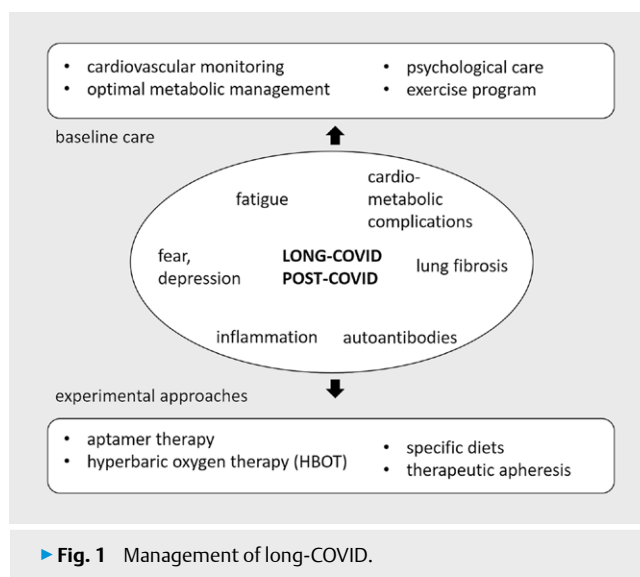 • cardiovascular monitoring
• optimal metabolic management
• psychological care
• exercise program
baseline care
fatigue
cardio-
metabolic
complications
fear,
depression
LONG-COVID
POST-COVID
lung fibrosis
inflammation
autoantibodies
experimental approaches
• aptamer therapy
• hyperbaric oxygen therapy (HBOT)
• specific diets
• therapeutic apheresis
▶ Fig. 1 Management of long-COVID.